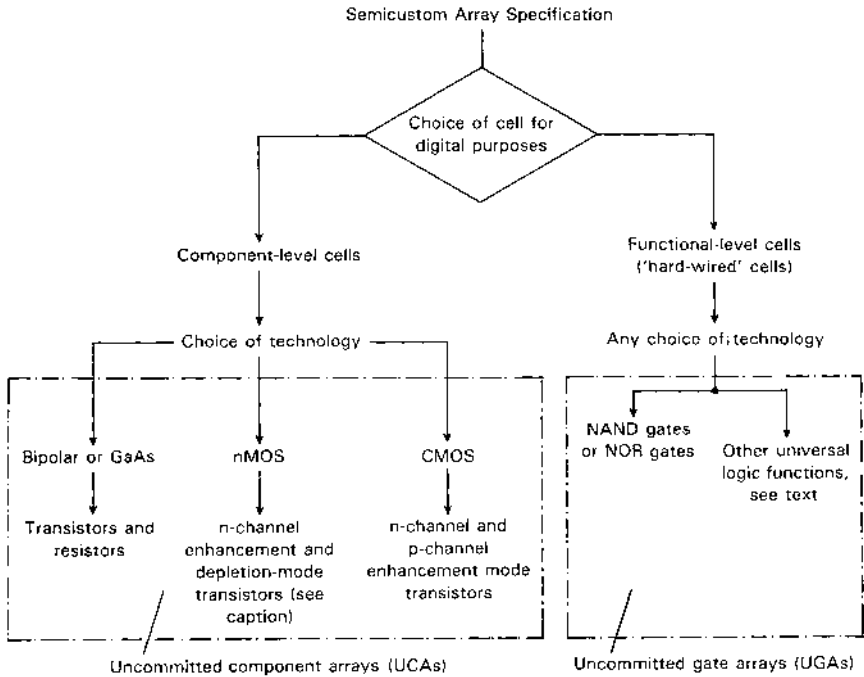 Semicustom Array Specification
Choice of cell for
digital purposes
Component-level cells
Functional-level cells
('hard-wired' cells)
Choice of technology
Any choice of technology
Bipolar or GaAs
nMOS
CMOS
NAND gates
or NOR gates
Other universal
logic functions,
see text
Transistors and
resistors
n-channel
enhancement and
depletion-mode
transistors (see
caption)
n-channel and
p-channel
enhancement mode
transistors
Uncommitted component arrays (UCAs)
Uncommitted gate arrays (UGAs)